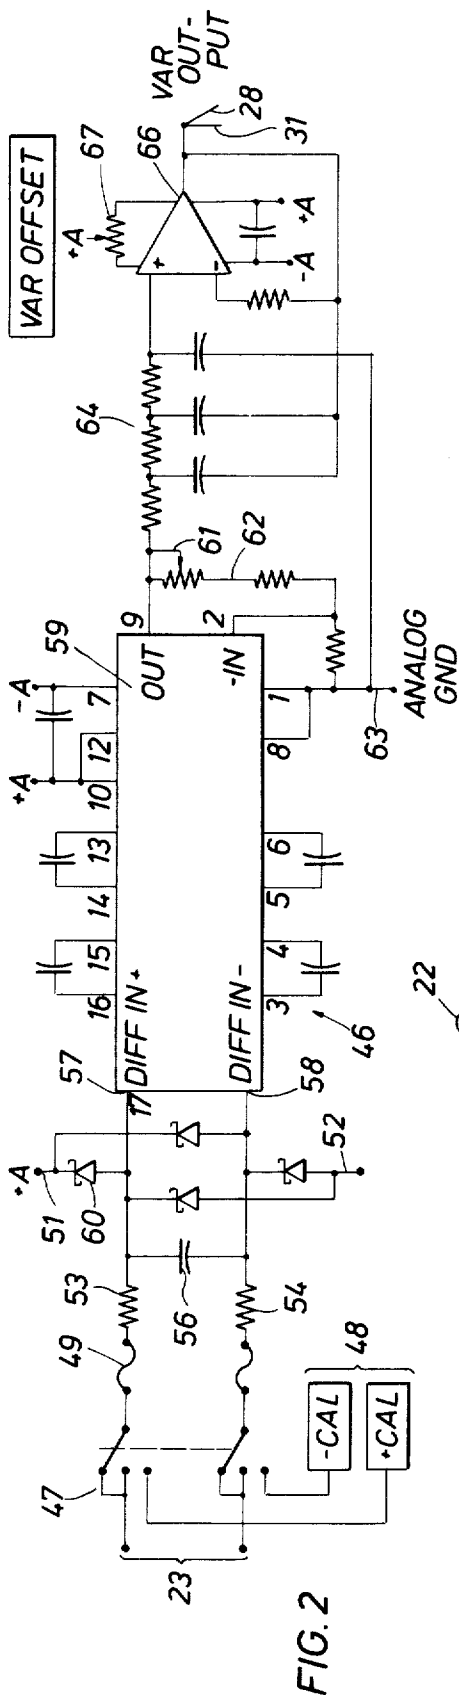 VAR OFFSET
+A
67
66
VAR
OUT-
PUT
28
31
+
-
-A
+A
64
61
62
9
2
59
OUT
-IN
-A
+A
7
12
10
13
14
15
16
1
8
6
5
4
3
63
ANALOG
GND
DIFF IN +
DIFF IN -
57
17
58
46
22
+A
51
60
52
53
54
56
49
47
48
-CAL
+CAL
23
FIG. 2